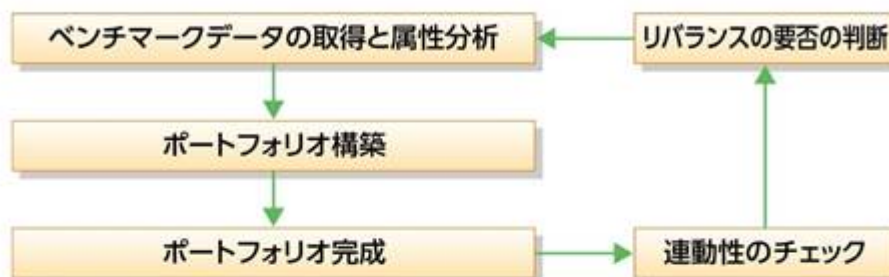 ベンチマークデータの取得と属性分析
リバランスの要否の判断
ポートフォリオ構築
ポートフォリオ完成
連動性のチェック